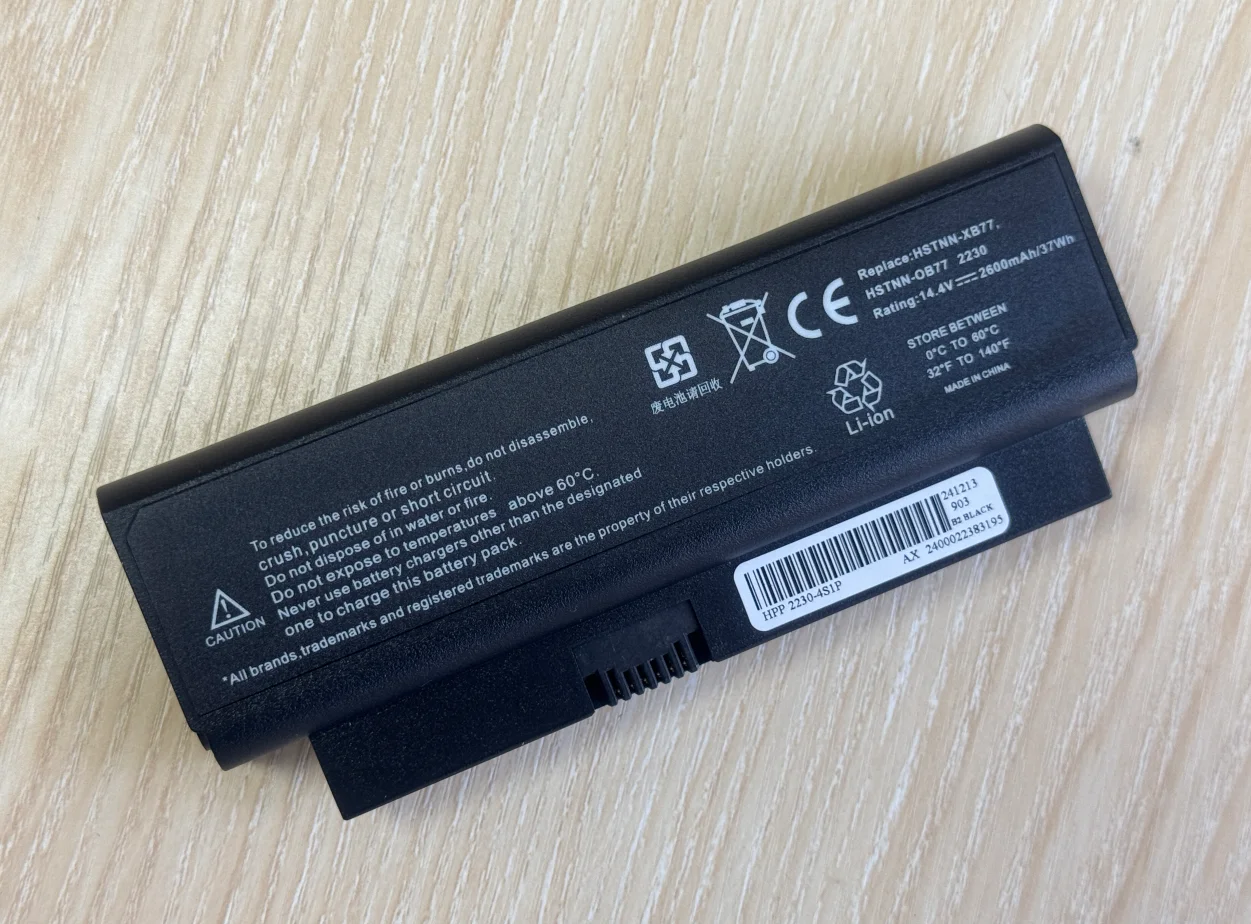 Replace:HSTNN-XB77,
HSTNN-OB77 2230
Rating:14.4V 2600mAh/37Wh
STORE BETWEEN
0°C TO 60°C
32°F TO 140°F
MADE IN CHINA
CE
废电池请回收
Li-ion
To reduce the risk of fire or burns,do not disassemble,
crush,puncture or short circuit.
Do not dispose of in water or fire.
Do not expose to temperatures above 60°C.
Never use battery chargers other than the designated
one to charge this battery pack.
CAUTION
*All brands,trademarks and registered trademarks are the property of their respective holders.
241213
903
B2 BLACK
HPP 2230-4S1P
AX 2400022383195